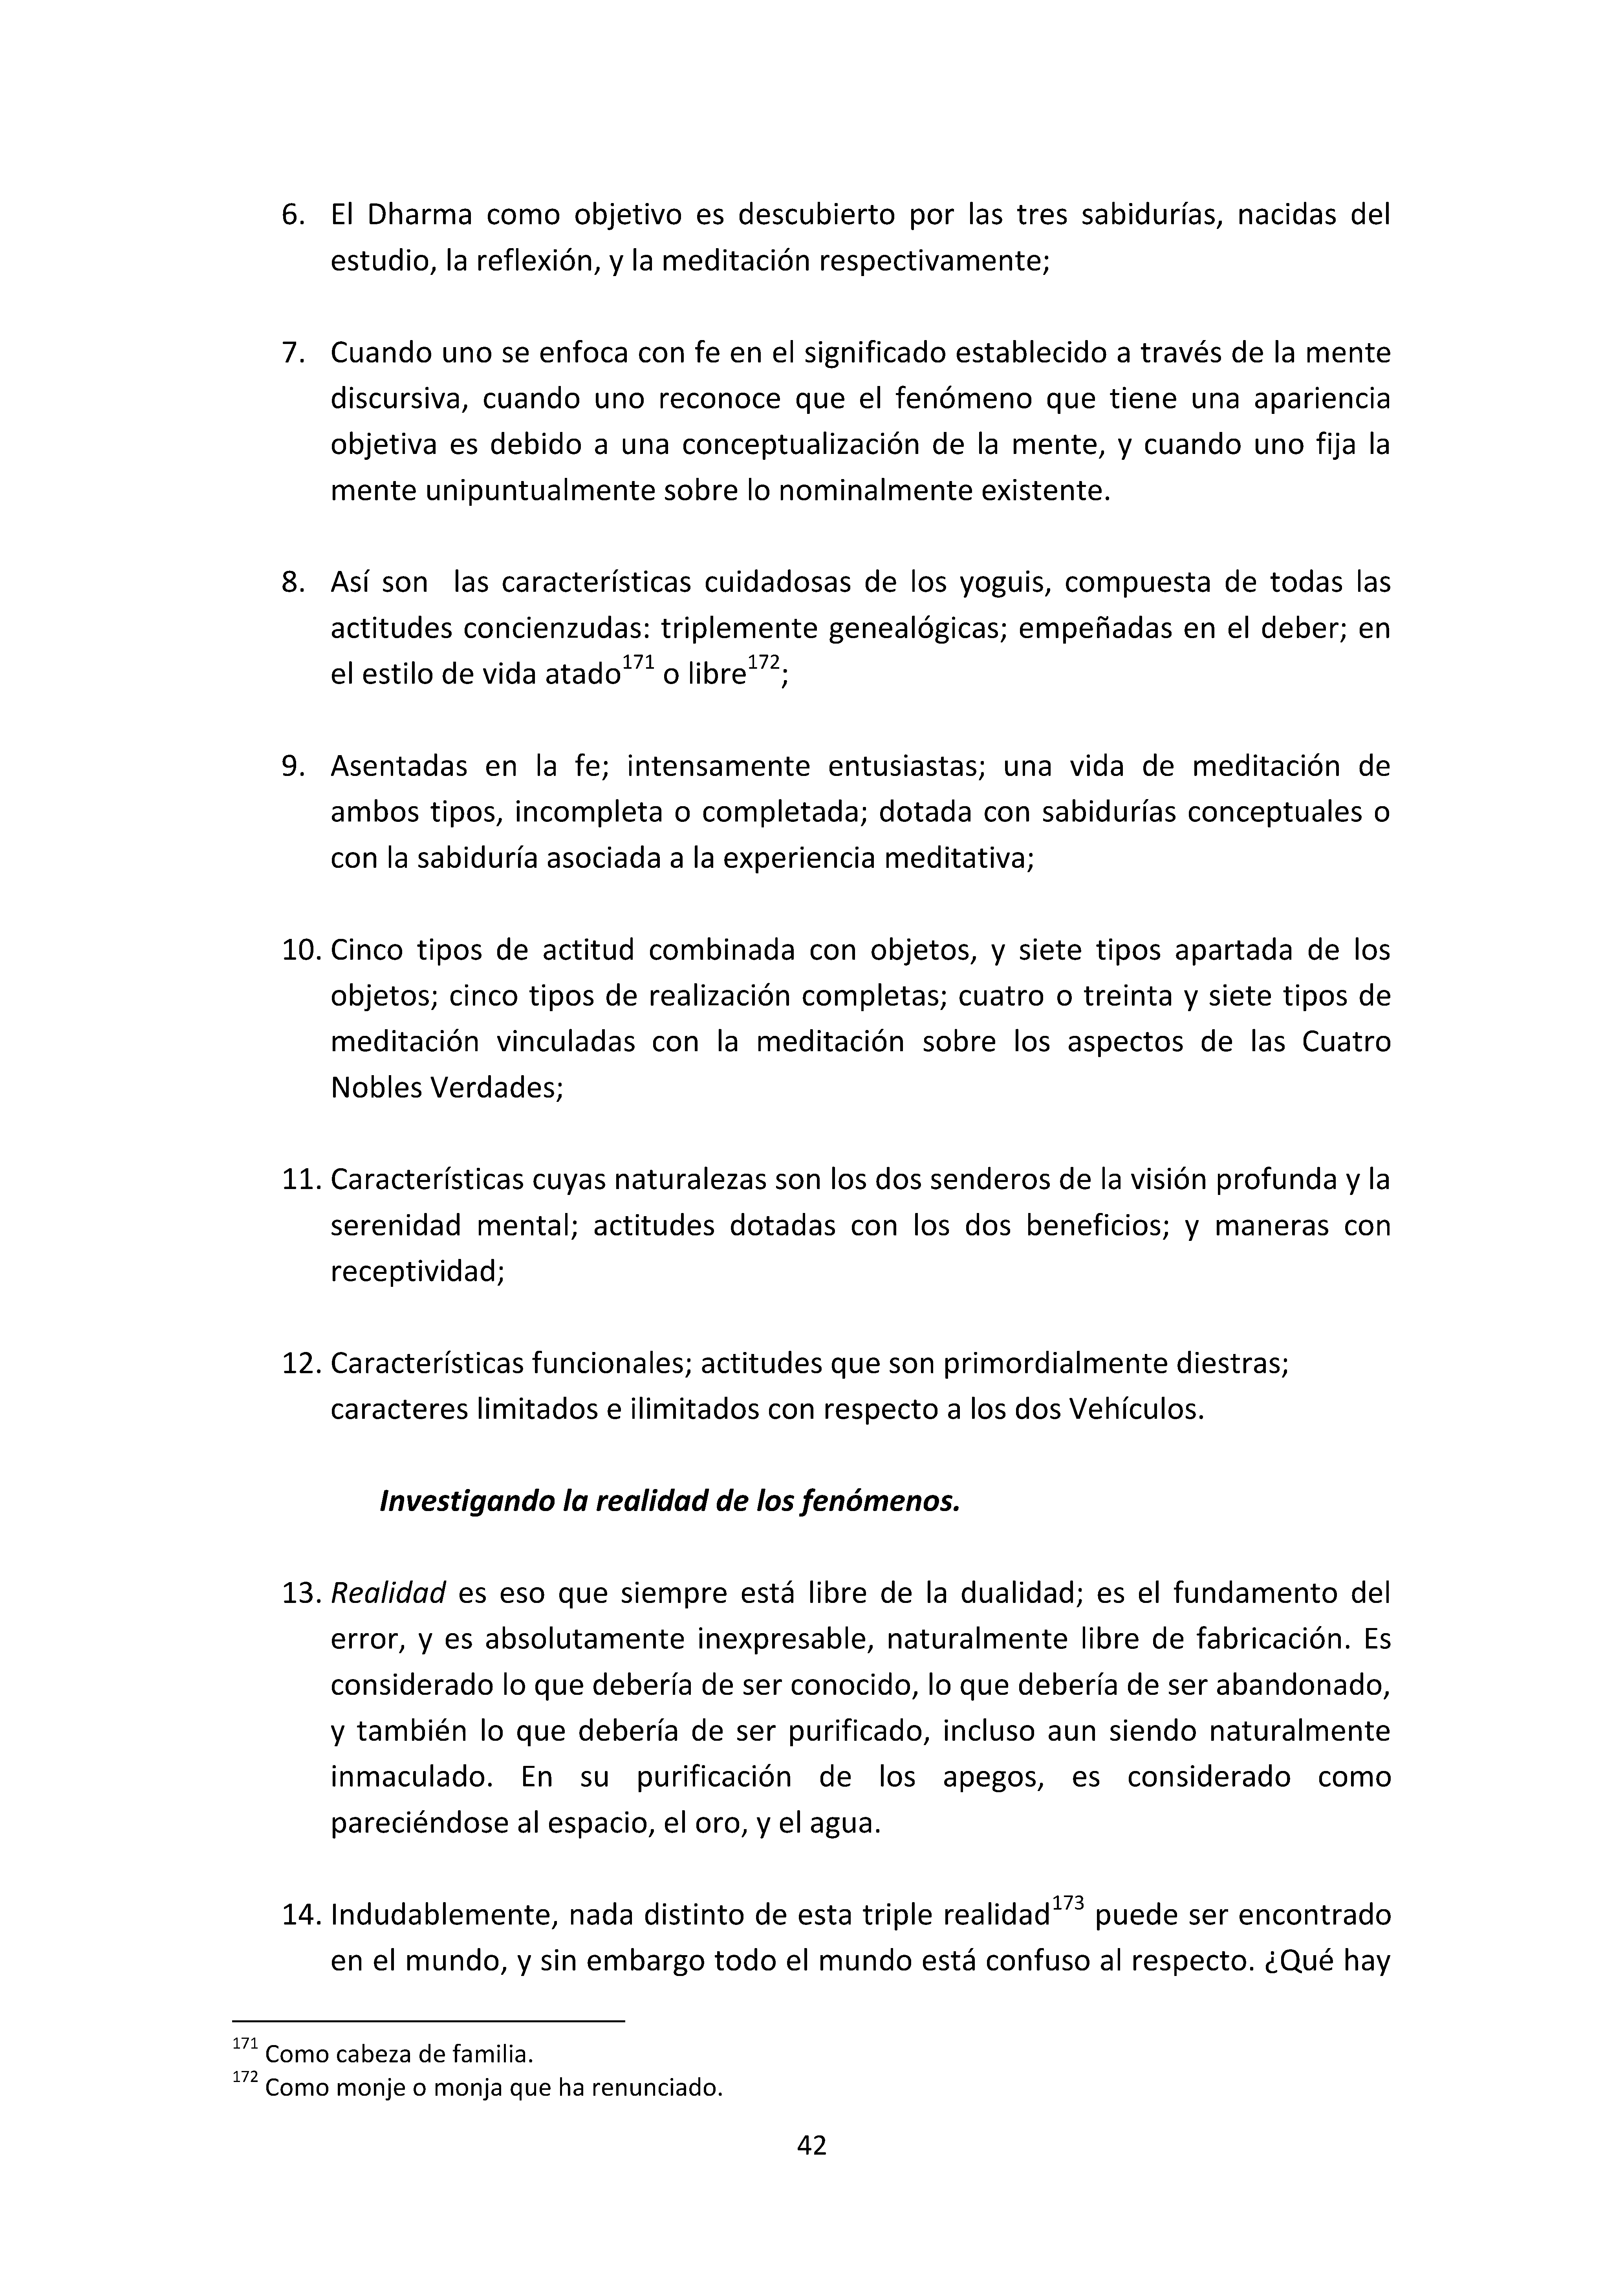 6. El Dharma como objetivo es descubierto por las tres sabidurías, nacidas del
estudio, la reflexión, y la meditación respectivamente;
7. Cuando uno se enfoca con fe en el significado establecido a través de la mente
discursiva, cuando uno reconoce que el fenómeno que tiene una apariencia
objetiva es debido a una conceptualización de la mente, y cuando uno fija la
mente unipuntualmente sobre lo nominalmente existente.
8. Así son  las características cuidadosas de los yoguis, compuesta de todas las
actitudes concienzudas: triplemente genealógicas; empeñadas en el deber; en
el estilo de vida atado171 o libre172;
9. Asentadas en la fe; intensamente entusiastas; una vida de meditación de
ambos tipos, incompleta o completada; dotada con sabidurías conceptuales o
con la sabiduría asociada a la experiencia meditativa;
10. Cinco tipos de actitud combinada con objetos, y siete tipos apartada de los
objetos; cinco tipos de realización completas; cuatro o treinta y siete tipos de
meditación vinculadas con la meditación sobre los aspectos de las Cuatro
Nobles Verdades;
11. Características cuyas naturalezas son los dos senderos de la visión profunda y la
serenidad mental; actitudes dotadas con los dos beneficios; y maneras con
receptividad;
12. Características funcionales; actitudes que son primordialmente diestras;
caracteres limitados e ilimitados con respecto a los dos Vehículos.
Investigando la realidad de los fenómenos.
13. Realidad es eso que siempre está libre de la dualidad; es el fundamento del
error, y es absolutamente inexpresable, naturalmente libre de fabricación. Es
considerado lo que debería de ser conocido, lo que debería de ser abandonado,
y también lo que debería de ser purificado, incluso aun siendo naturalmente
inmaculado. En su purificación de los apegos, es considerado como
pareciéndose al espacio, el oro, y el agua.
14. Indudablemente, nada distinto de esta triple realidad173 puede ser encontrado
en el mundo, y sin embargo todo el mundo está confuso al respecto. ¿Qué hay
171 Como cabeza de familia.
172 Como monje o monja que ha renunciado.
42